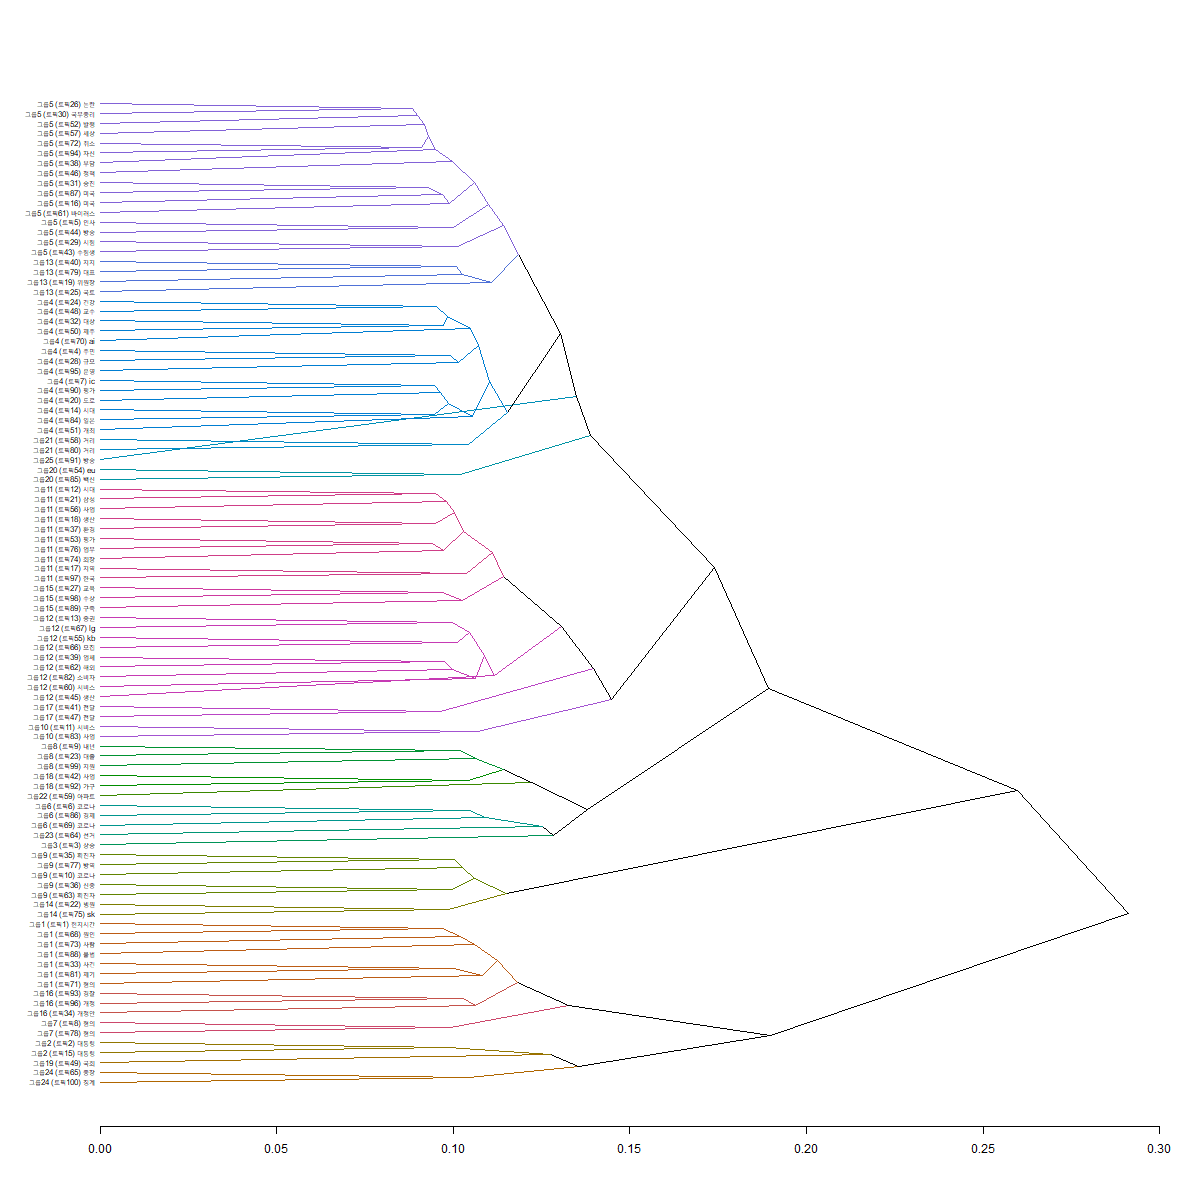 그룹5 (토픽26) 논란
그룹5 (토픽30) 국무총리
그룹5 (토픽52) 발행
그룹5 (토픽57) 세상
그룹5 (토픽72) 취소
그룹5 (토픽94) 자신
그룹5 (토픽38) 부담
그룹5 (토픽46) 정책
그룹5 (토픽31) 승진
그룹5 (토픽87) 미국
그룹5 (토픽16) 미국
그룹5 (토픽61) 바이러스
그룹5 (토픽5) 인사
그룹5 (토픽44) 방송
그룹5 (토픽29) 시험
그룹5 (토픽43) 수험생
그룹13 (토픽40) 지지
그룹13 (토픽79) 대표
그룹13 (토픽19) 위원장
그룹13 (토픽25) 국토
그룹4 (토픽24) 건강
그룹4 (토픽48) 교수
그룹4 (토픽32) 대상
그룹4 (토픽50) 제주
그룹4 (토픽70) ai
그룹4 (토픽4) 주민
그룹4 (토픽28) 규모
그룹4 (토픽95) 운영
그룹4 (토픽7) ic
그룹4 (토픽90) 평가
그룹4 (토픽20) 도로
그룹4 (토픽14) 시대
그룹4 (토픽84) 일은
그룹4 (토픽51) 개최
그룹21 (토픽58) 거리
그룹21 (토픽80) 거리
그룹25 (토픽91) 방송
그룹20 (토픽54) eu
그룹20 (토픽85) 백신
그룹11 (토픽12) 시대
그룹11 (토픽21) 삼성
그룹11 (토픽56) 사업
그룹11 (토픽18) 생산
그룹11 (토픽37) 환경
그룹11 (토픽53) 평가
그룹11 (토픽76) 업무
그룹11 (토픽74) 회장
그룹11 (토픽17) 지역
그룹11 (토픽97) 한국
그룹15 (토픽27) 교육
그룹15 (토픽98) 수상
그룹15 (토픽89) 구축
그룹12 (토픽13) 증권
그룹12 (토픽67) lg
그룹12 (토픽55) kb
그룹12 (토픽66) 모집
그룹12 (토픽39) 업체
그룹12 (토픽62) 해외
그룹12 (토픽82) 소비자
그룹12 (토픽60) 서비스
그룹12 (토픽45) 생산
그룹17 (토픽41) 전달
그룹17 (토픽47) 전달
그룹10 (토픽11) 서비스
그룹10 (토픽83) 사업
그룹8 (토픽9) 내년
그룹8 (토픽23) 대출
그룹8 (토픽99) 지원
그룹18 (토픽42) 사업
그룹18 (토픽92) 가구
그룹22 (토픽59) 아파트
그룹6 (토픽6) 코로나
그룹6 (토픽86) 경제
그룹6 (토픽69) 코로나
그룹23 (토픽64) 선거
그룹3 (토픽3) 상승
그룹9 (토픽35) 확진자
그룹9 (토픽77) 방역
그룹9 (토픽10) 코로나
그룹9 (토픽36) 신종
그룹9 (토픽63) 확진자
그룹14 (토픽22) 병원
그룹14 (토픽75) sk
그룹1 (토픽1) 현지시간
그룹1 (토픽68) 원인
그룹1 (토픽73) 사람
그룹1 (토픽88) 불법
그룹1 (토픽33) 사건
그룹1 (토픽81) 제기
그룹1 (토픽71) 혐의
그룹16 (토픽93) 경찰
그룹16 (토픽96) 개정
그룹16 (토픽34) 개정안
그룹7 (토픽8) 혐의
그룹7 (토픽78) 혐의
그룹2 (토픽2) 대통령
그룹2 (토픽15) 대통령
그룹19 (토픽49) 국회
그룹24 (토픽65) 총장
그룹24 (토픽100) 징계
0.00 0.05 0.10 0.15 0.20 0.25 0.30